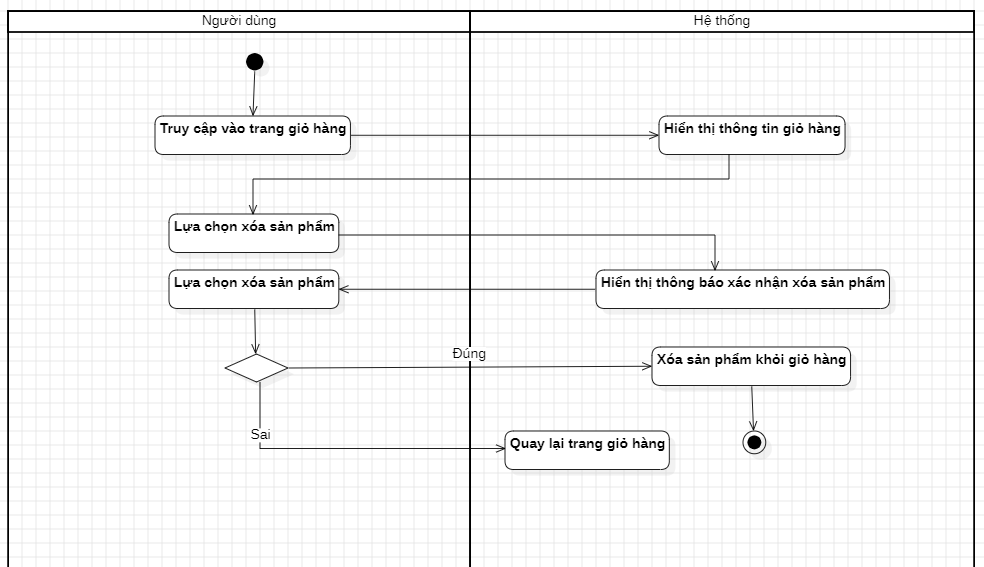 Người dùng
Hệ thống
Truy cập vào trang giỏ hàng
Hiển thị thông tin giỏ hàng
Lựa chọn xóa sản phẩm
Lựa chọn xóa sản phẩm
Hiển thị thông báo xác nhận xóa sản phẩm
Đúng
Xóa sản phẩm khỏi giỏ hàng
Sai
Quay lại trang giỏ hàng